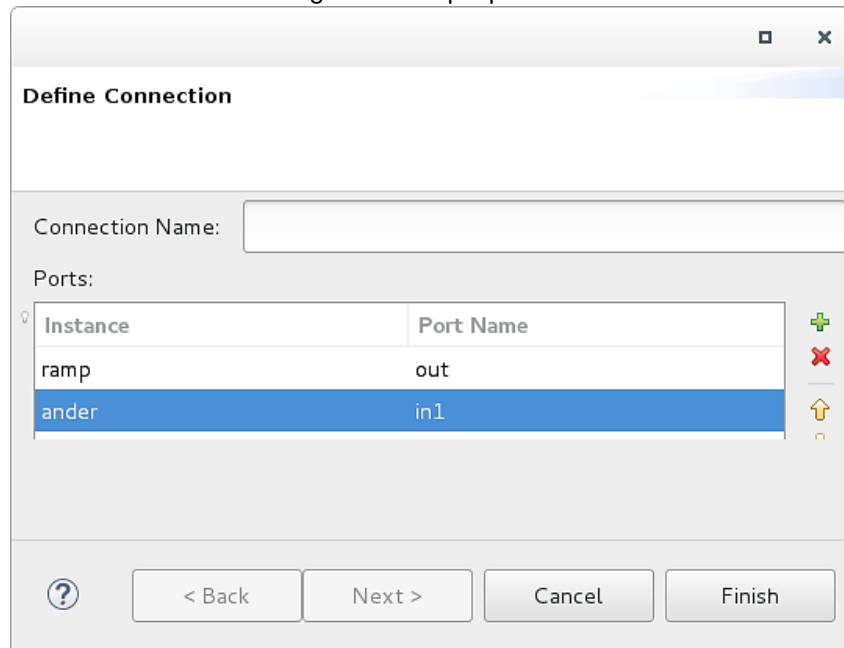 Define Connection
Connection Name:
Ports:
Instance Port Name
ramp out
ander in1
? < Back Next > Cancel Finish